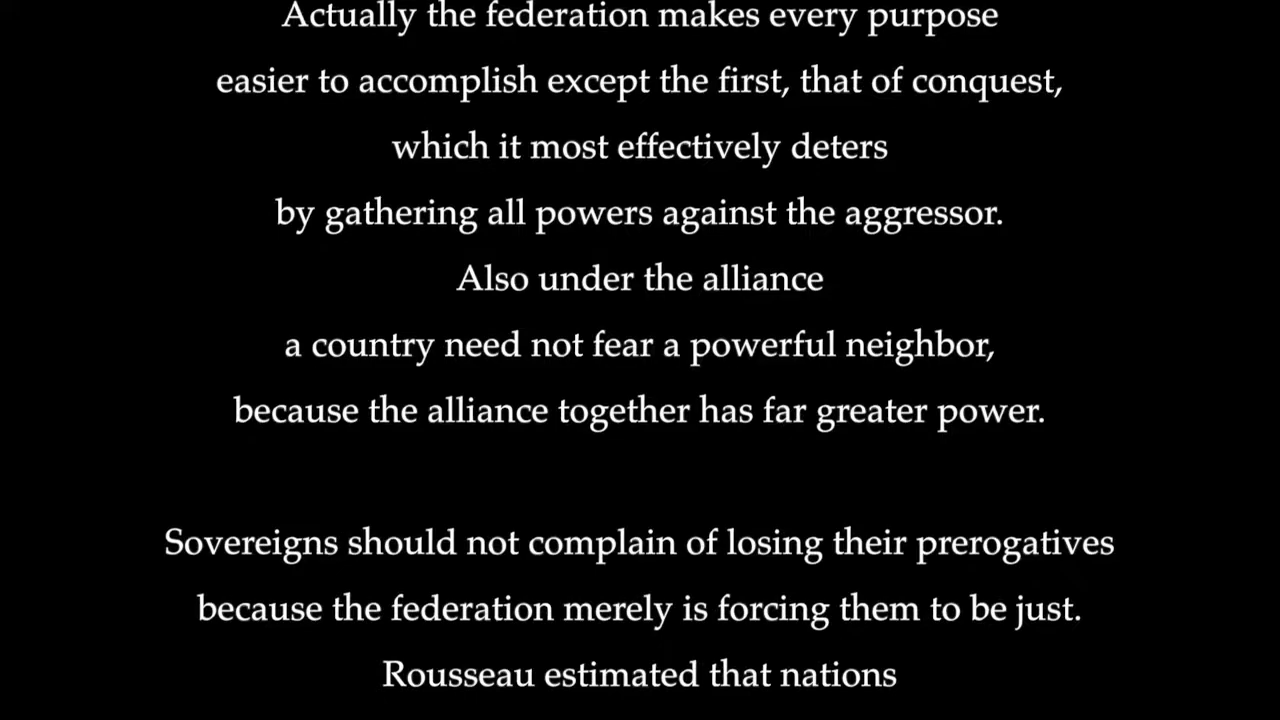 Actually the federation makes every purpose
easier to accomplish except the first, that of conquest,
which it most effectively deters
by gathering all powers against the aggressor.
Also under the alliance
a country need not fear a powerful neighbor,
because the alliance together has far greater power.
Sovereigns should not complain of losing their prerogatives
because the federation merely is forcing them to be just.
Rousseau estimated that nations